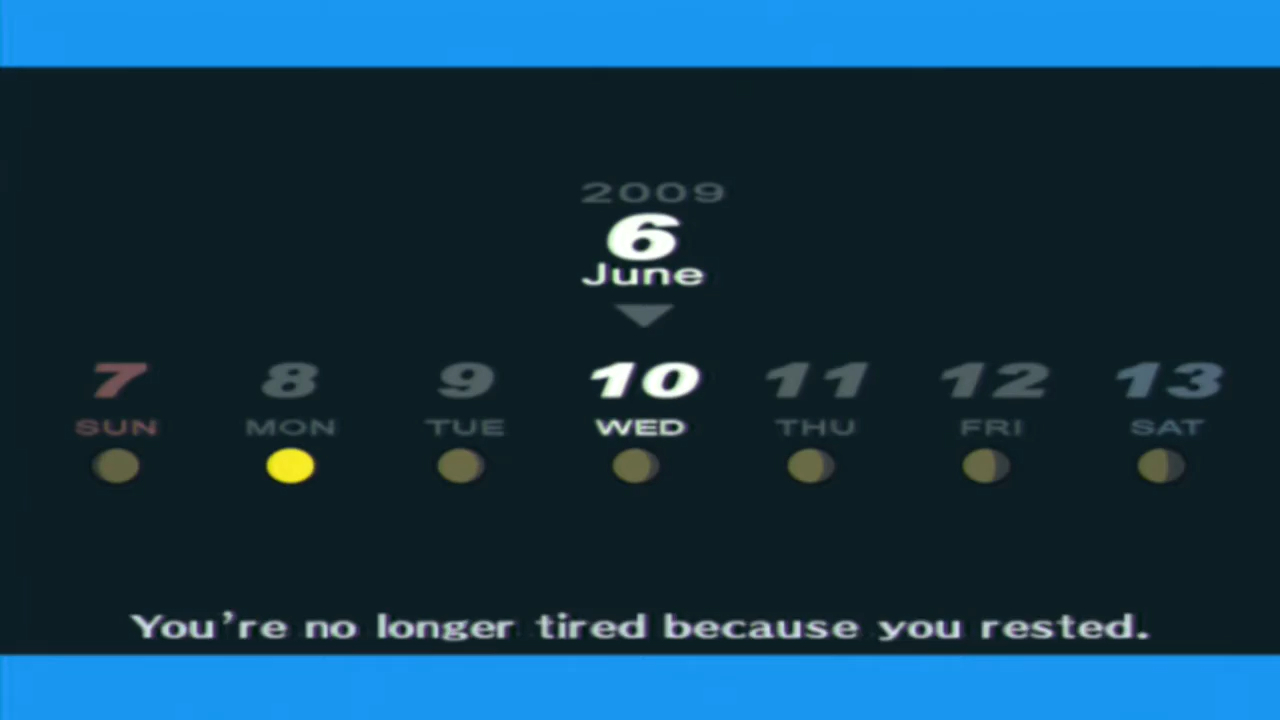 2009
6
June
7 8 9 10 11 12 13
SUN MON TUE WED THU FRI SAT
You're no longer tired because you rested.